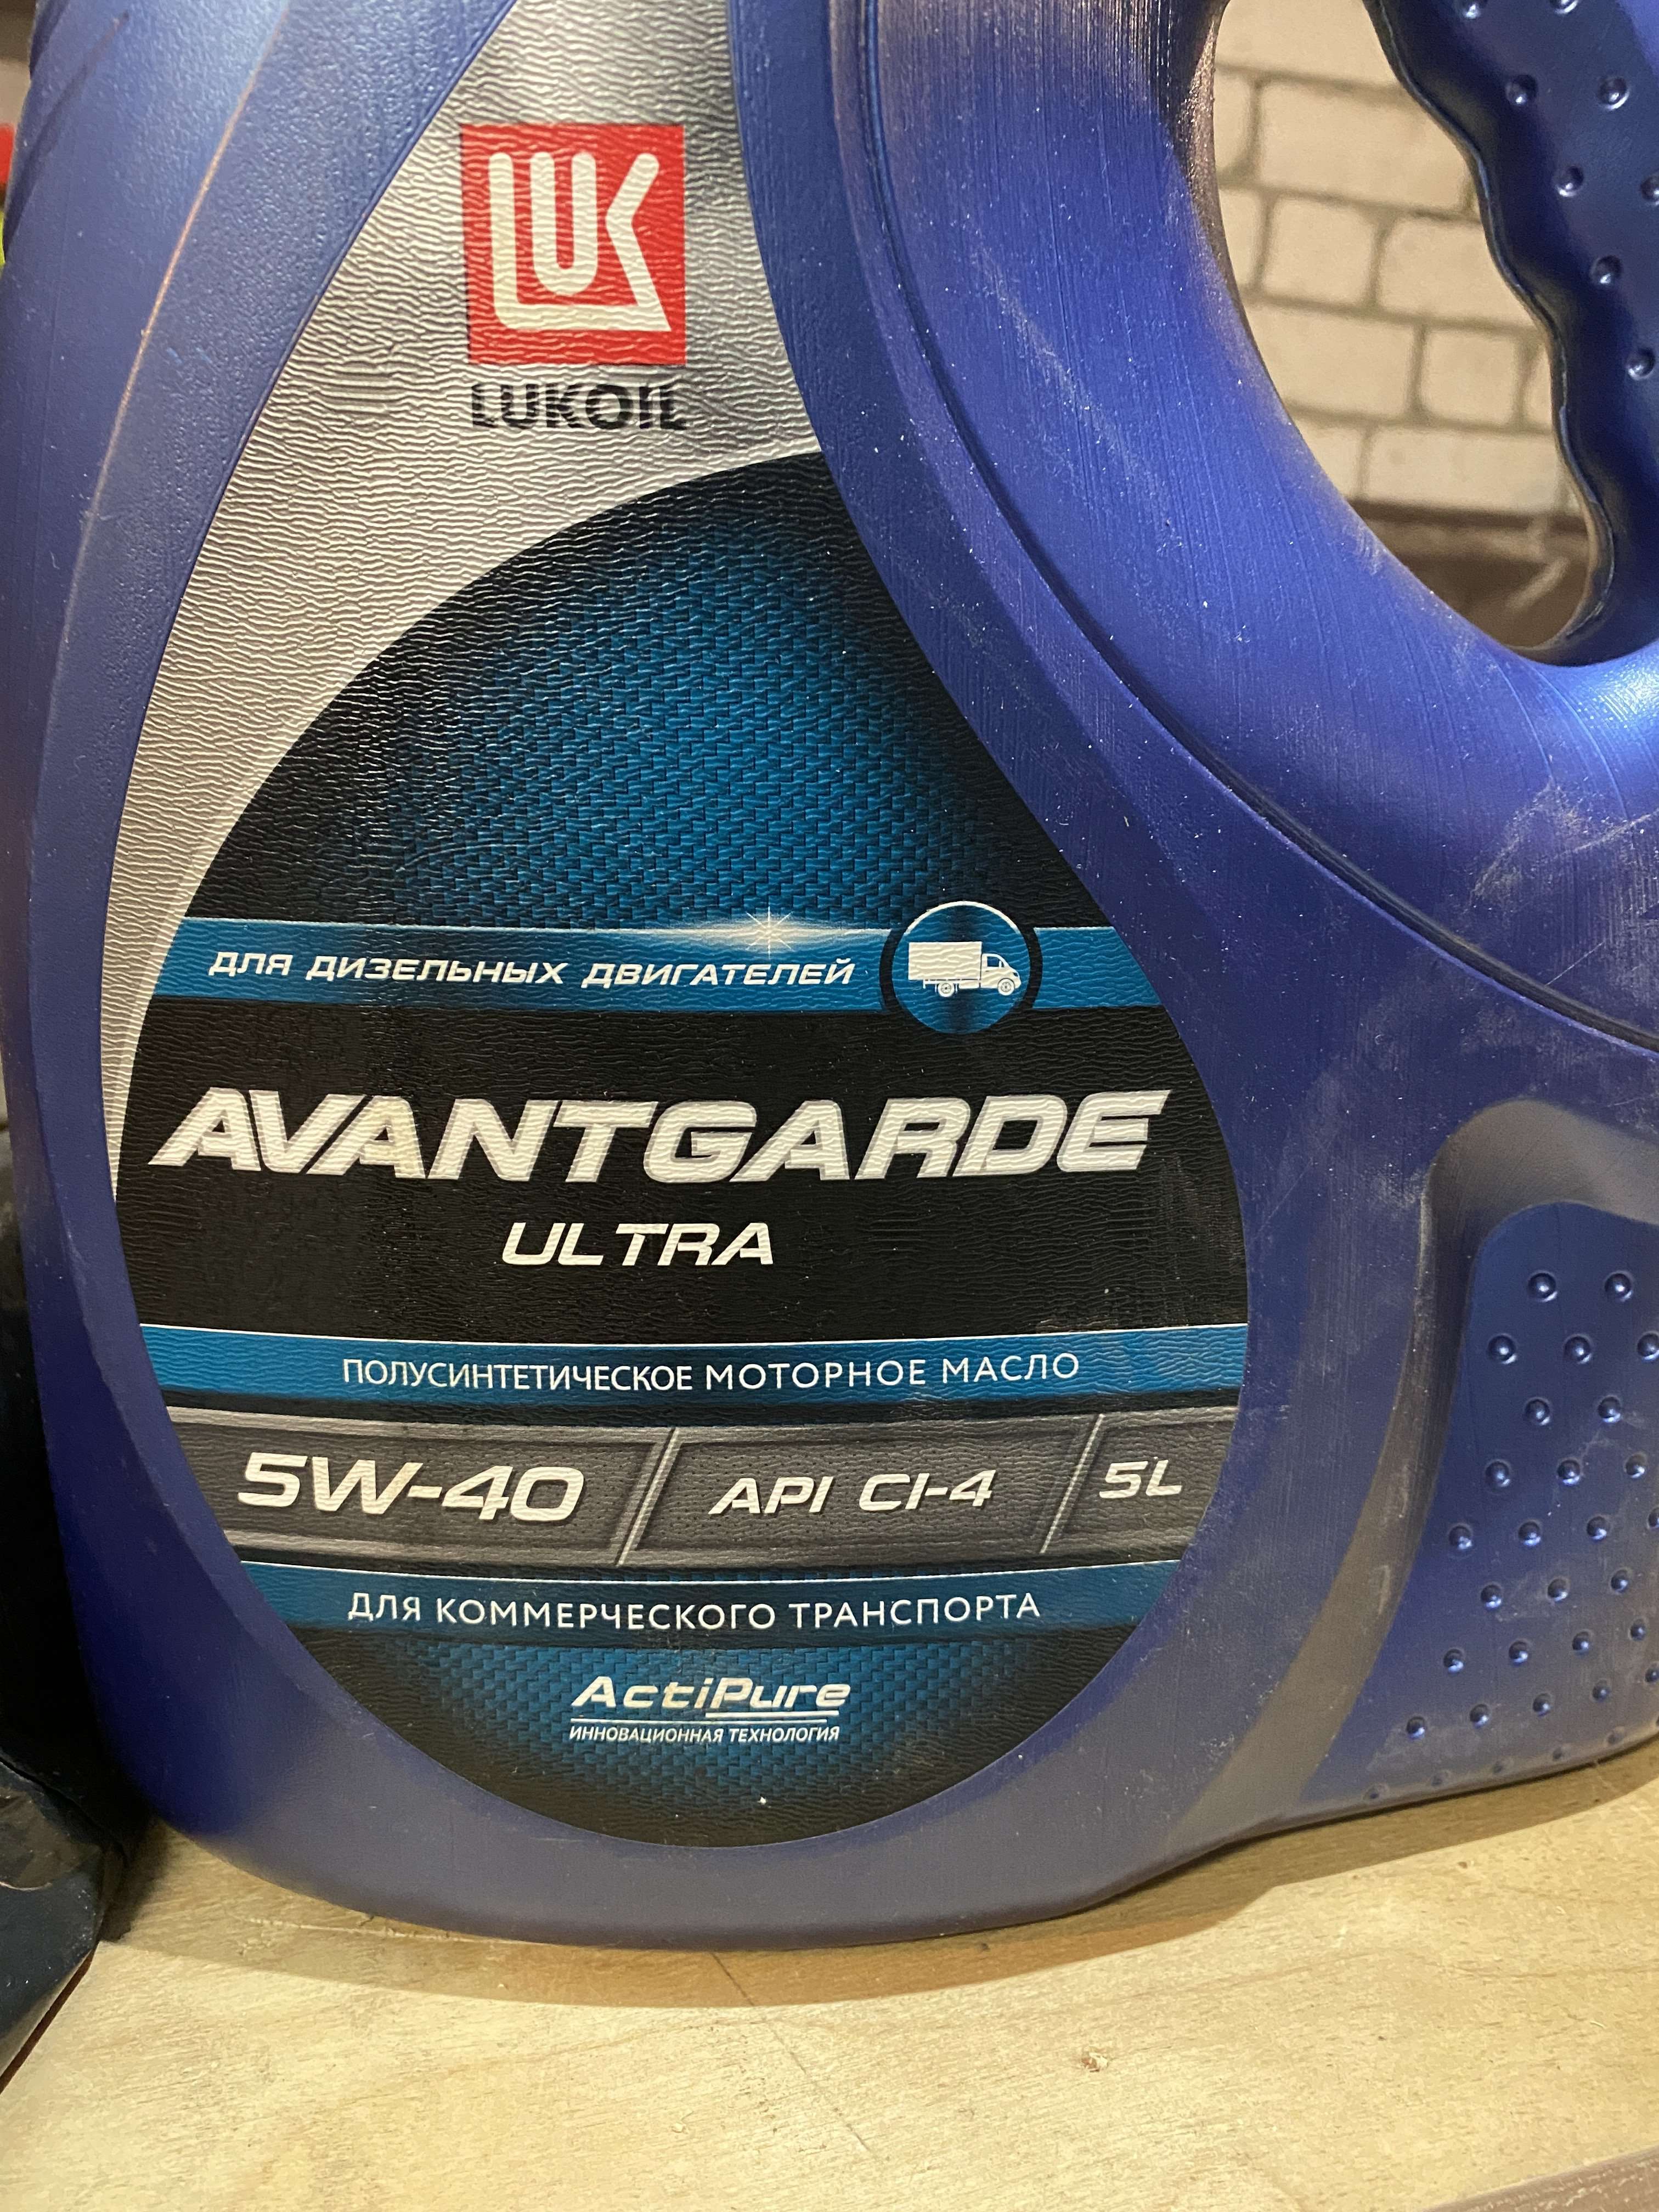 LUK
LUKOIL
ДЛЯ ДИЗЕЛЬНЫХ ДВИГАТЕЛЕЙ
AVANTGARDE
ULTRA
ПОЛУСИНТЕТИЧЕСКОЕ МОТОРНОЕ МАСЛО
5W-40 API CI-4 5L
ДЛЯ КОММЕРЧЕСКОГО ТРАНСПОРТА
ActiPure
ИННОВАЦИОННАЯ ТЕХНОЛОГИЯ